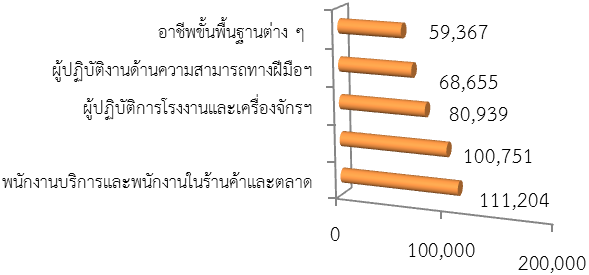 อาชีพขั้นพื้นฐานต่าง ๆ 59,367
ผู้ปฏิบัติงานด้านความสามารถทางฝีมือฯ 68,655
ผู้ปฏิบัติการโรงงานและเครื่องจักรฯ 80,939
100,751
พนักงานบริการและพนักงานในร้านค้าและตลาด 111,204
0 100,000 200,000